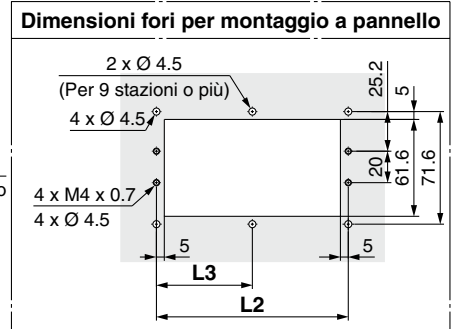 Dimensioni fori per montaggio a pannello
2 x Ø 4.5
(Per 9 stazioni o più)
4 x Ø 4.5
4 x M4 x 0.7
4 x Ø 4.5
25.2
5
20
61.6
71.6
5
5
L3
L2